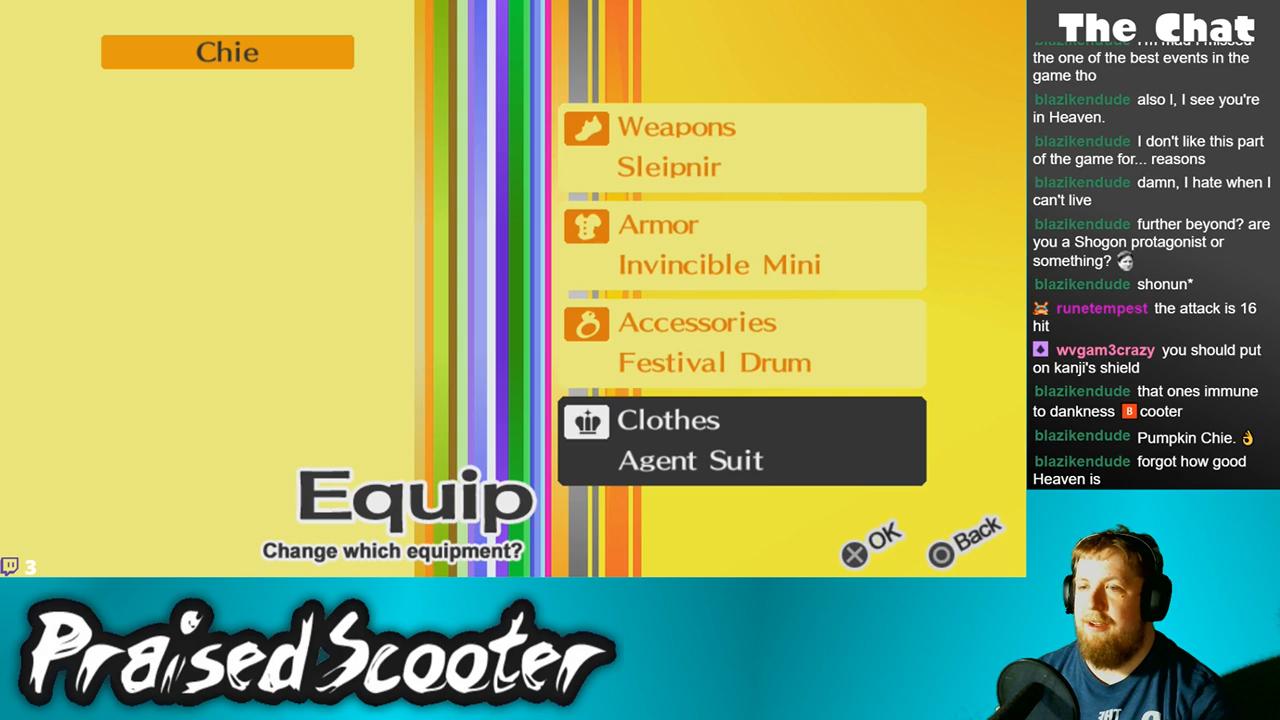 Chie
Weapons
Sleipnir
Armor
Invincible Mini
Accessories
Festival Drum
Clothes
Agent Suit
Equip
Change which equipment?
OK
Back
3
PraisedScooter
The Chat
blazikendude I'm mad I missed
the one of the best events in the
game tho
blazikendude also I, I see you're
in Heaven.
blazikendude I don't like this part
of the game for... reasons
blazikendude damn, I hate when I
can't live
blazikendude further beyond? are
you a Shogon protagonist or
something?
blazikendude shonun*
runetempest the attack is 16
hit
wvgam3crazy you should put
on kanji's shield
blazikendude that ones immune
to dankness B cooter
blazikendude Pumpkin Chie.
blazikendude forgot how good
Heaven is